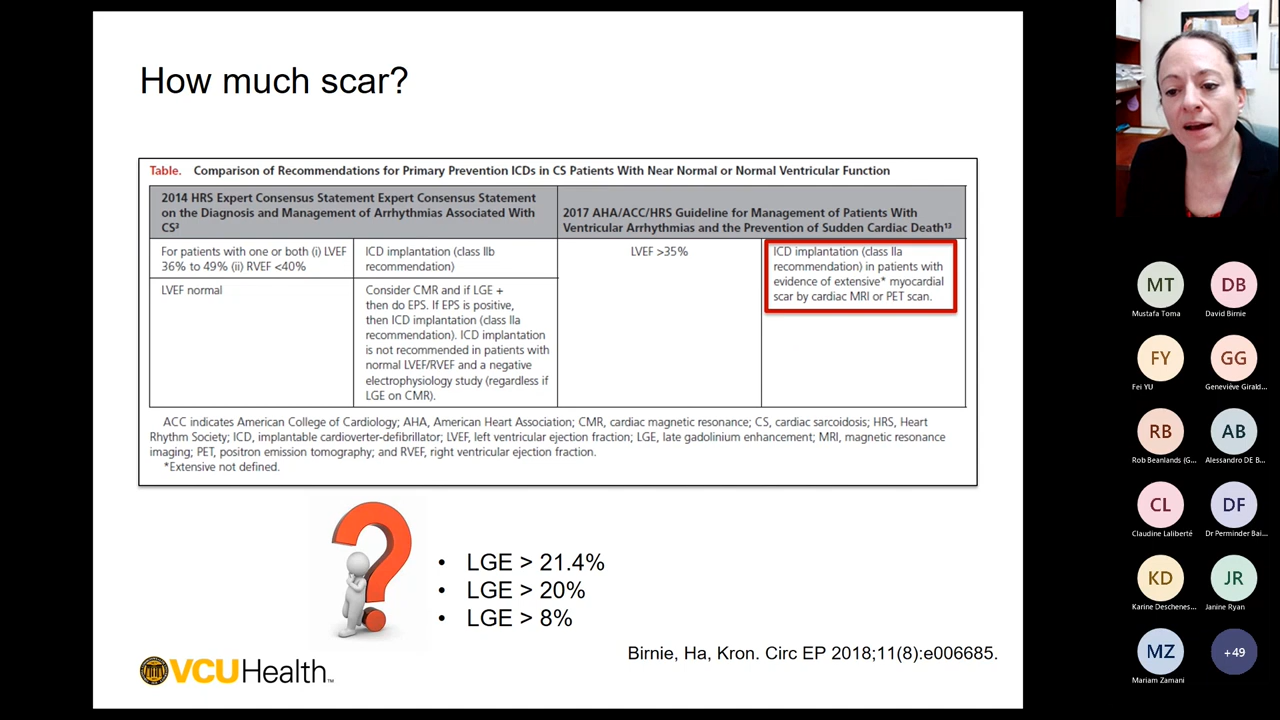 How much scar?
Table. Comparison of Recommendations for Primary Prevention ICDs in CS Patients With Near Normal or Normal Ventricular Function
2014 HRS Expert Consensus Statement Expert Consensus Statement
on the Diagnosis and Management of Arrhythmias Associated With
CS³
2017 AHA/ACC/HRS Guideline for Management of Patients With
Ventricular Arrhythmias and the Prevention of Sudden Cardiac Death¹³
For patients with one or both (i) LVEF
36% to 49% (ii) RVEF <40%
ICD implantation (class IIb
recommendation)
LVEF >35%
ICD implantation (class IIa
recommendation) in patients with
evidence of extensive* myocardial
scar by cardiac MRI or PET scan.
LVEF normal
Consider CMR and if LGE +
then do EPS. If EPS is positive,
then ICD implantation (class IIa
recommendation). ICD implantation
is not recommended in patients with
normal LVEF/RVEF and a negative
electrophysiology study (regardless if
LGE on CMR).
ACC indicates American College of Cardiology; AHA, American Heart Association; CMR, cardiac magnetic resonance; CS, cardiac sarcoidosis; HRS, Heart
Rhythm Society; ICD, implantable cardioverter-defibrillator; LVEF, left ventricular ejection fraction; LGE, late gadolinium enhancement; MRI, magnetic resonance
imaging; PET, positron emission tomography; and RVEF, right ventricular ejection fraction.
*Extensive not defined.
• LGE > 21.4%
• LGE > 20%
• LGE > 8%
Birnie, Ha, Kron. Circ EP 2018;11(8):e006685.
VCUHealth™
MT
Mustafa Toma
DB
David Birnie
FY
Fei YU
GG
Geneviève Girald...
RB
Rob Beanlands (G...
AB
Alessandro DE B...
CL
Claudine Laliberté
DF
Dr Perminder Bai...
KD
Karine Deschenes...
JR
Janine Ryan
MZ
Mariam Zamani
+49